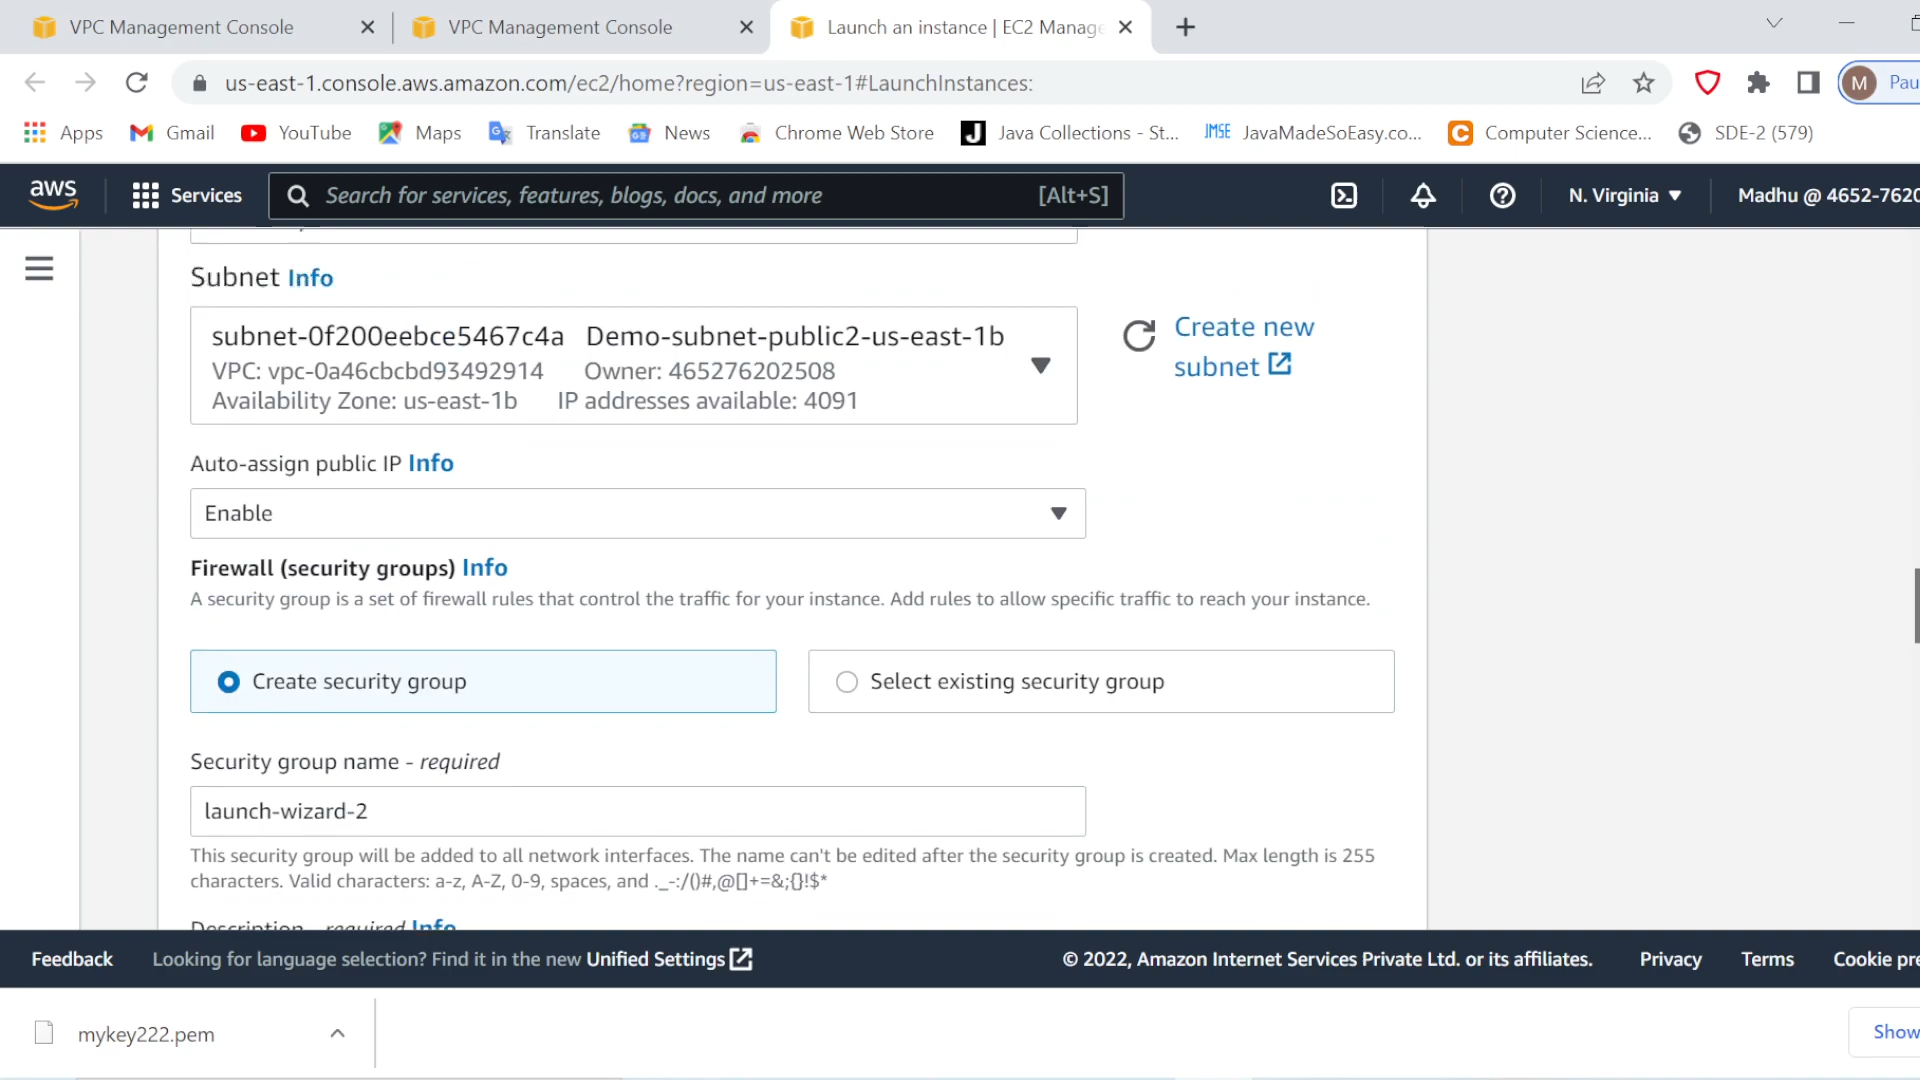 VPC Management Console
VPC Management Console
Launch an instance | EC2 Manage
us-east-1.console.aws.amazon.com/ec2/home?region=us-east-1#LaunchInstances:
M
Pau
Apps
Gmail
YouTube
Maps
Translate
News
Chrome Web Store
J
Java Collections - St...
JMSE
JavaMadeSoEasy.co...
C
Computer Science...
SDE-2 (579)
aws
Services
Search for services, features, blogs, docs, and more
[Alt+S]
N. Virginia
Madhu @ 4652-7620
Subnet Info
subnet-0f200eebce5467c4a Demo-subnet-public2-us-east-1b
VPC: vpc-0a46cbcbd93492914 Owner: 465276202508
Availability Zone: us-east-1b IP addresses available: 4091
Create new
subnet
Auto-assign public IP Info
Enable
Firewall (security groups) Info
A security group is a set of firewall rules that control the traffic for your instance. Add rules to allow specific traffic to reach your instance.
Create security group
Select existing security group
Security group name - required
launch-wizard-2
This security group will be added to all network interfaces. The name can't be edited after the security group is created. Max length is 255
characters. Valid characters: a-z, A-Z, 0-9, spaces, and ._-:/()#,@[]+=&;{}!$*
Description - required Info
Feedback
Looking for language selection? Find it in the new Unified Settings
© 2022, Amazon Internet Services Private Ltd. or its affiliates.
Privacy
Terms
Cookie pre
mykey222.pem
Show